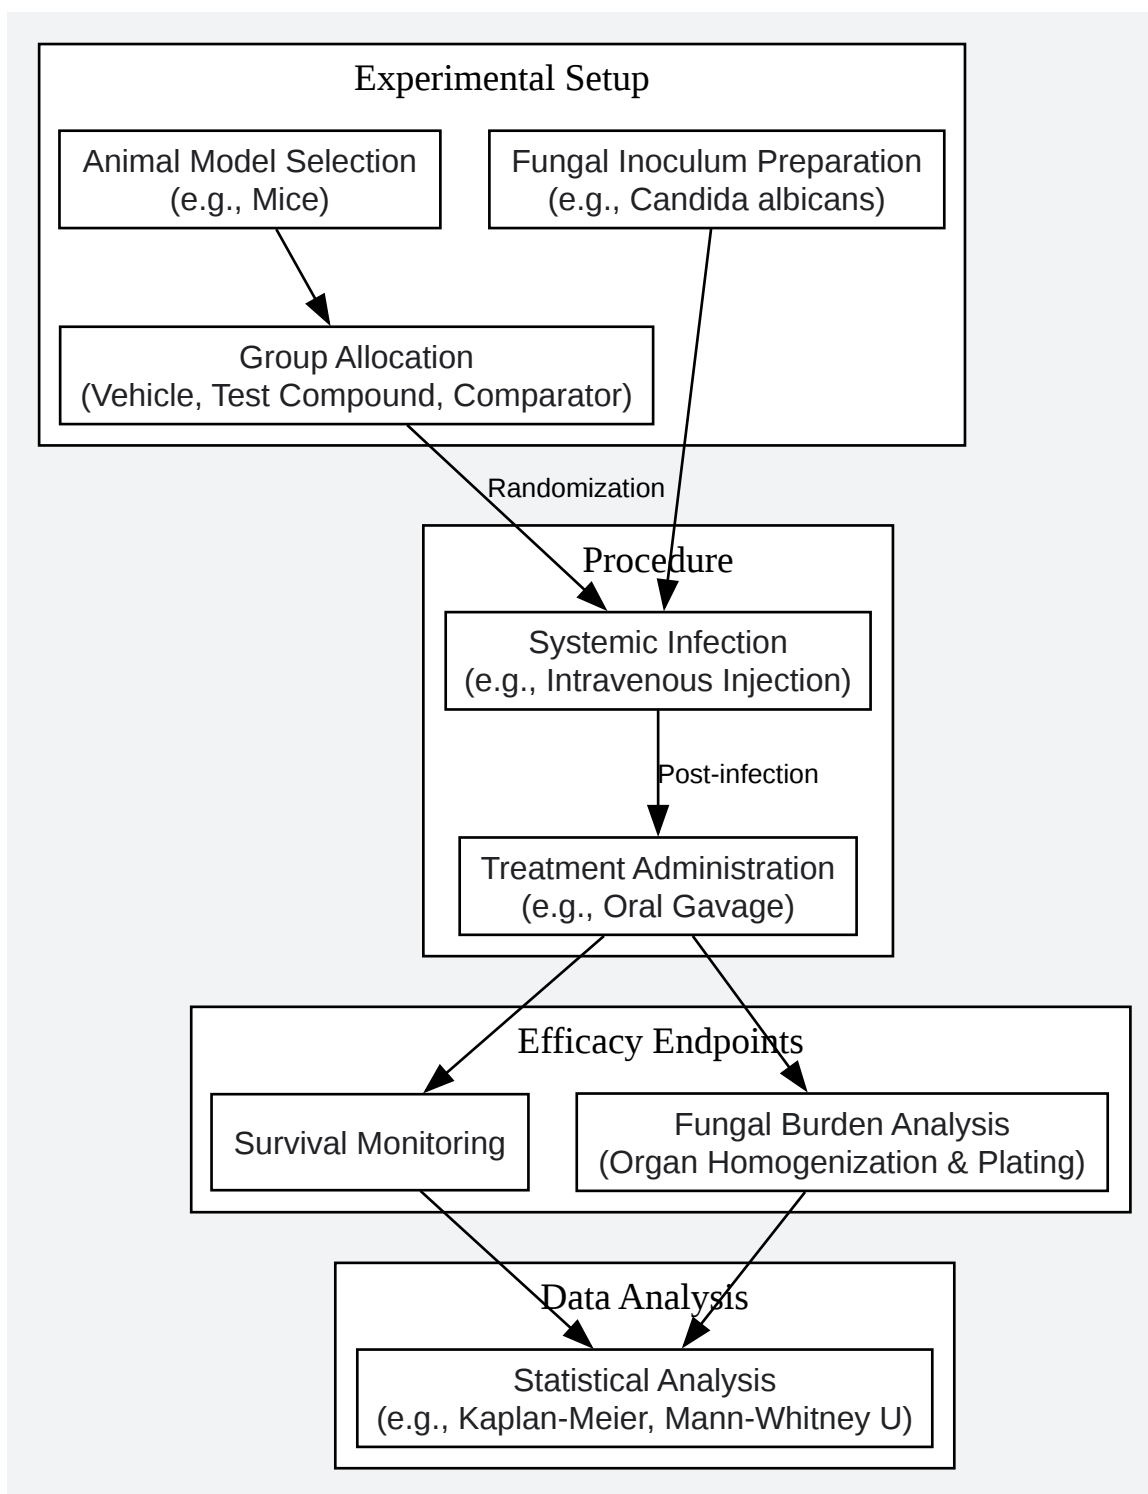 Experimental Setup
Animal Model Selection
(e.g., Mice)
Fungal Inoculum Preparation
(e.g., Candida albicans)
Group Allocation
(Vehicle, Test Compound, Comparator)
Randomization
Procedure
Systemic Infection
(e.g., Intravenous Injection)
Post-infection
Treatment Administration
(e.g., Oral Gavage)
Efficacy Endpoints
Survival Monitoring
Fungal Burden Analysis
(Organ Homogenization & Plating)
Data Analysis
Statistical Analysis
(e.g., Kaplan-Meier, Mann-Whitney U)